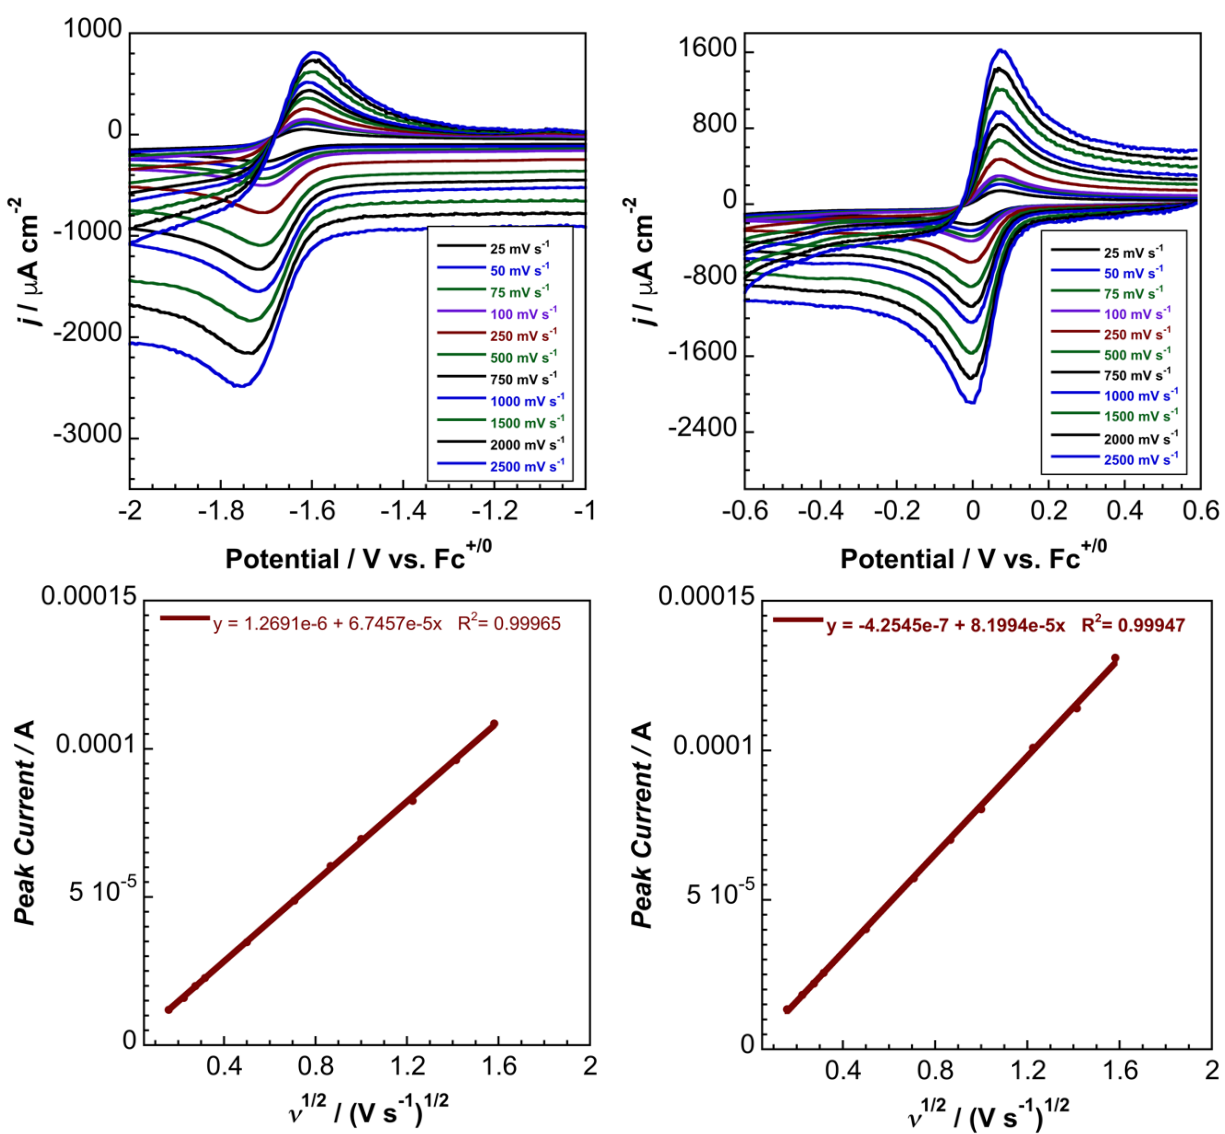 1000
0
-1000
-2000
-3000
j / μA cm-2
25 mV s-1
50 mV s-1
75 mV s-1
100 mV s-1
250 mV s-1
500 mV s-1
750 mV s-1
1000 mV s-1
1500 mV s-1
2000 mV s-1
2500 mV s-1
-2 -1.8 -1.6 -1.4 -1.2 -1
Potential / V vs. Fc+/0
1600
800
0
-800
-1600
-2400
j / μA cm-2
25 mV s-1
50 mV s-1
75 mV s-1
100 mV s-1
250 mV s-1
500 mV s-1
750 mV s-1
1000 mV s-1
1500 mV s-1
2000 mV s-1
2500 mV s-1
-0.6 -0.4 -0.2 0 0.2 0.4 0.6
Potential / V vs. Fc+/0
0.00015
0.0001
5 10-5
0
Peak Current / A
y = 1.2691e-6 + 6.7457e-5x R2= 0.99965
0.4 0.8 1.2 1.6 2
ν1/2 / (V s-1)1/2
0.00015
0.0001
5 10-5
0
Peak Current / A
y = -4.2545e-7 + 8.1994e-5x R2= 0.99947
0.4 0.8 1.2 1.6 2
ν1/2 / (V s-1)1/2